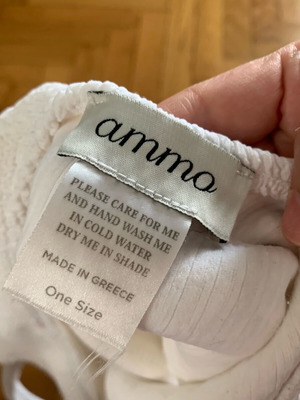 ammo
PLEASE CARE FOR ME
AND HAND WASH ME
IN COLD WATER
DRY ME IN SHADE
MADE IN GREECE
One Size